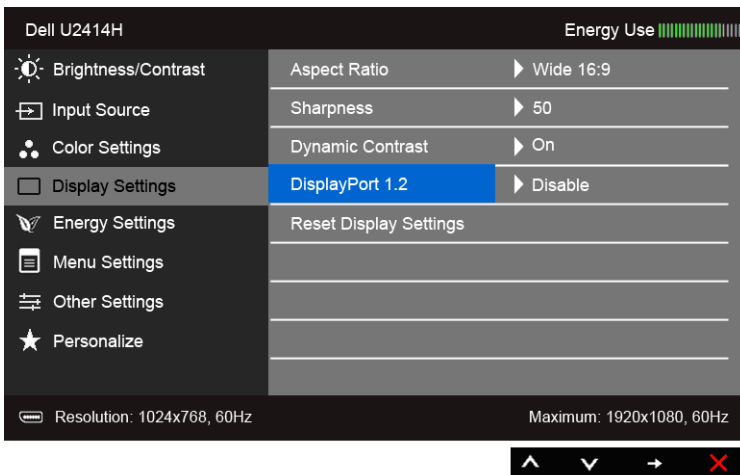 Dell U2414H
Energy Use
Brightness/Contrast
Input Source
Color Settings
Display Settings
Energy Settings
Menu Settings
Other Settings
Personalize
Aspect Ratio
Wide 16:9
Sharpness
50
Dynamic Contrast
On
DisplayPort 1.2
Disable
Reset Display Settings
Resolution: 1024x768, 60Hz
Maximum: 1920x1080, 60Hz